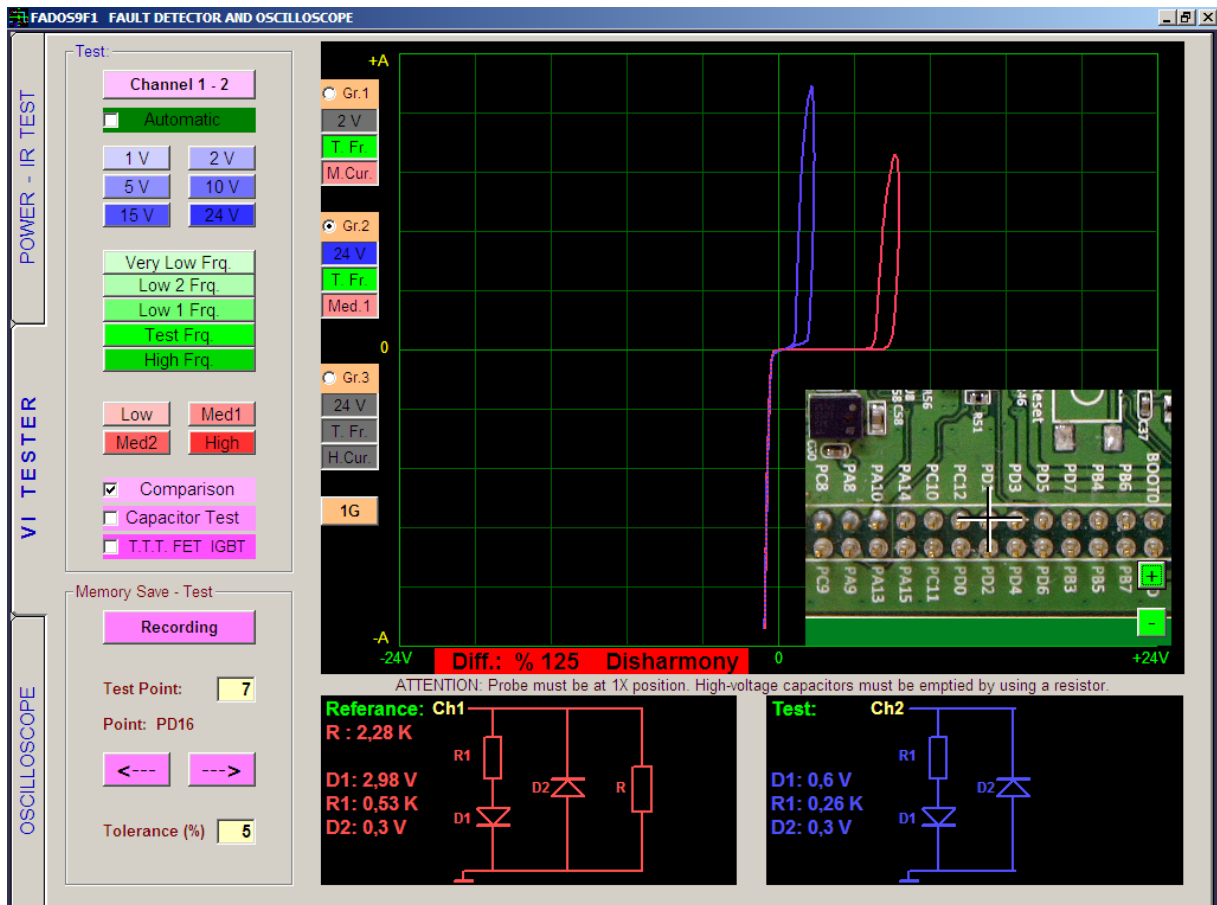 FADOS9F1 FAULT DETECTOR AND OSCILLOSCOPE
POWER - IR TEST
VI TESTER
OSCILLOSCOPE
Test:
Channel 1 - 2
Automatic
1 V 2 V
5 V 10 V
15 V 24 V
Very Low Frq.
Low 2 Frq.
Low 1 Frq.
Test Frq.
High Frq.
Low Med1
Med2 High
Comparison
Capacitor Test
T.T.T. FET IGBT
Memory Save - Test
Recording
Test Point: 7
Point: PD16
<--- --->
Tolerance (%) 5
+A
Gr.1
2 V
T. Fr.
M.Cur.
Gr.2
24 V
T. Fr.
Med.1
0
Gr.3
24 V
T. Fr.
H.Cur.
1G
-A
-24V
Diff.: % 125 Disharmony
0
+24V
C58
R56
R51
Reset
C37
C30
PC8 PA8 PA10 PA14 PC10 PC12 PD3 PD5 PD7 PB4 PB6 BOOT0
PC9 PA9 PA13 PA15 PC11 PD0 PD2 PD4 PD6 PB3 PB5 PB7
+
-
ATTENTION: Probe must be at 1X position. High-voltage capacitors must be emptied by using a resistor.
Referance: Ch1
R : 2,28 K
D1: 2,98 V
R1: 0,53 K
D2: 0,3 V
R1
D2
R
D1
Test: Ch2
D1: 0,6 V
R1: 0,26 K
D2: 0,3 V
R1
D2
D1